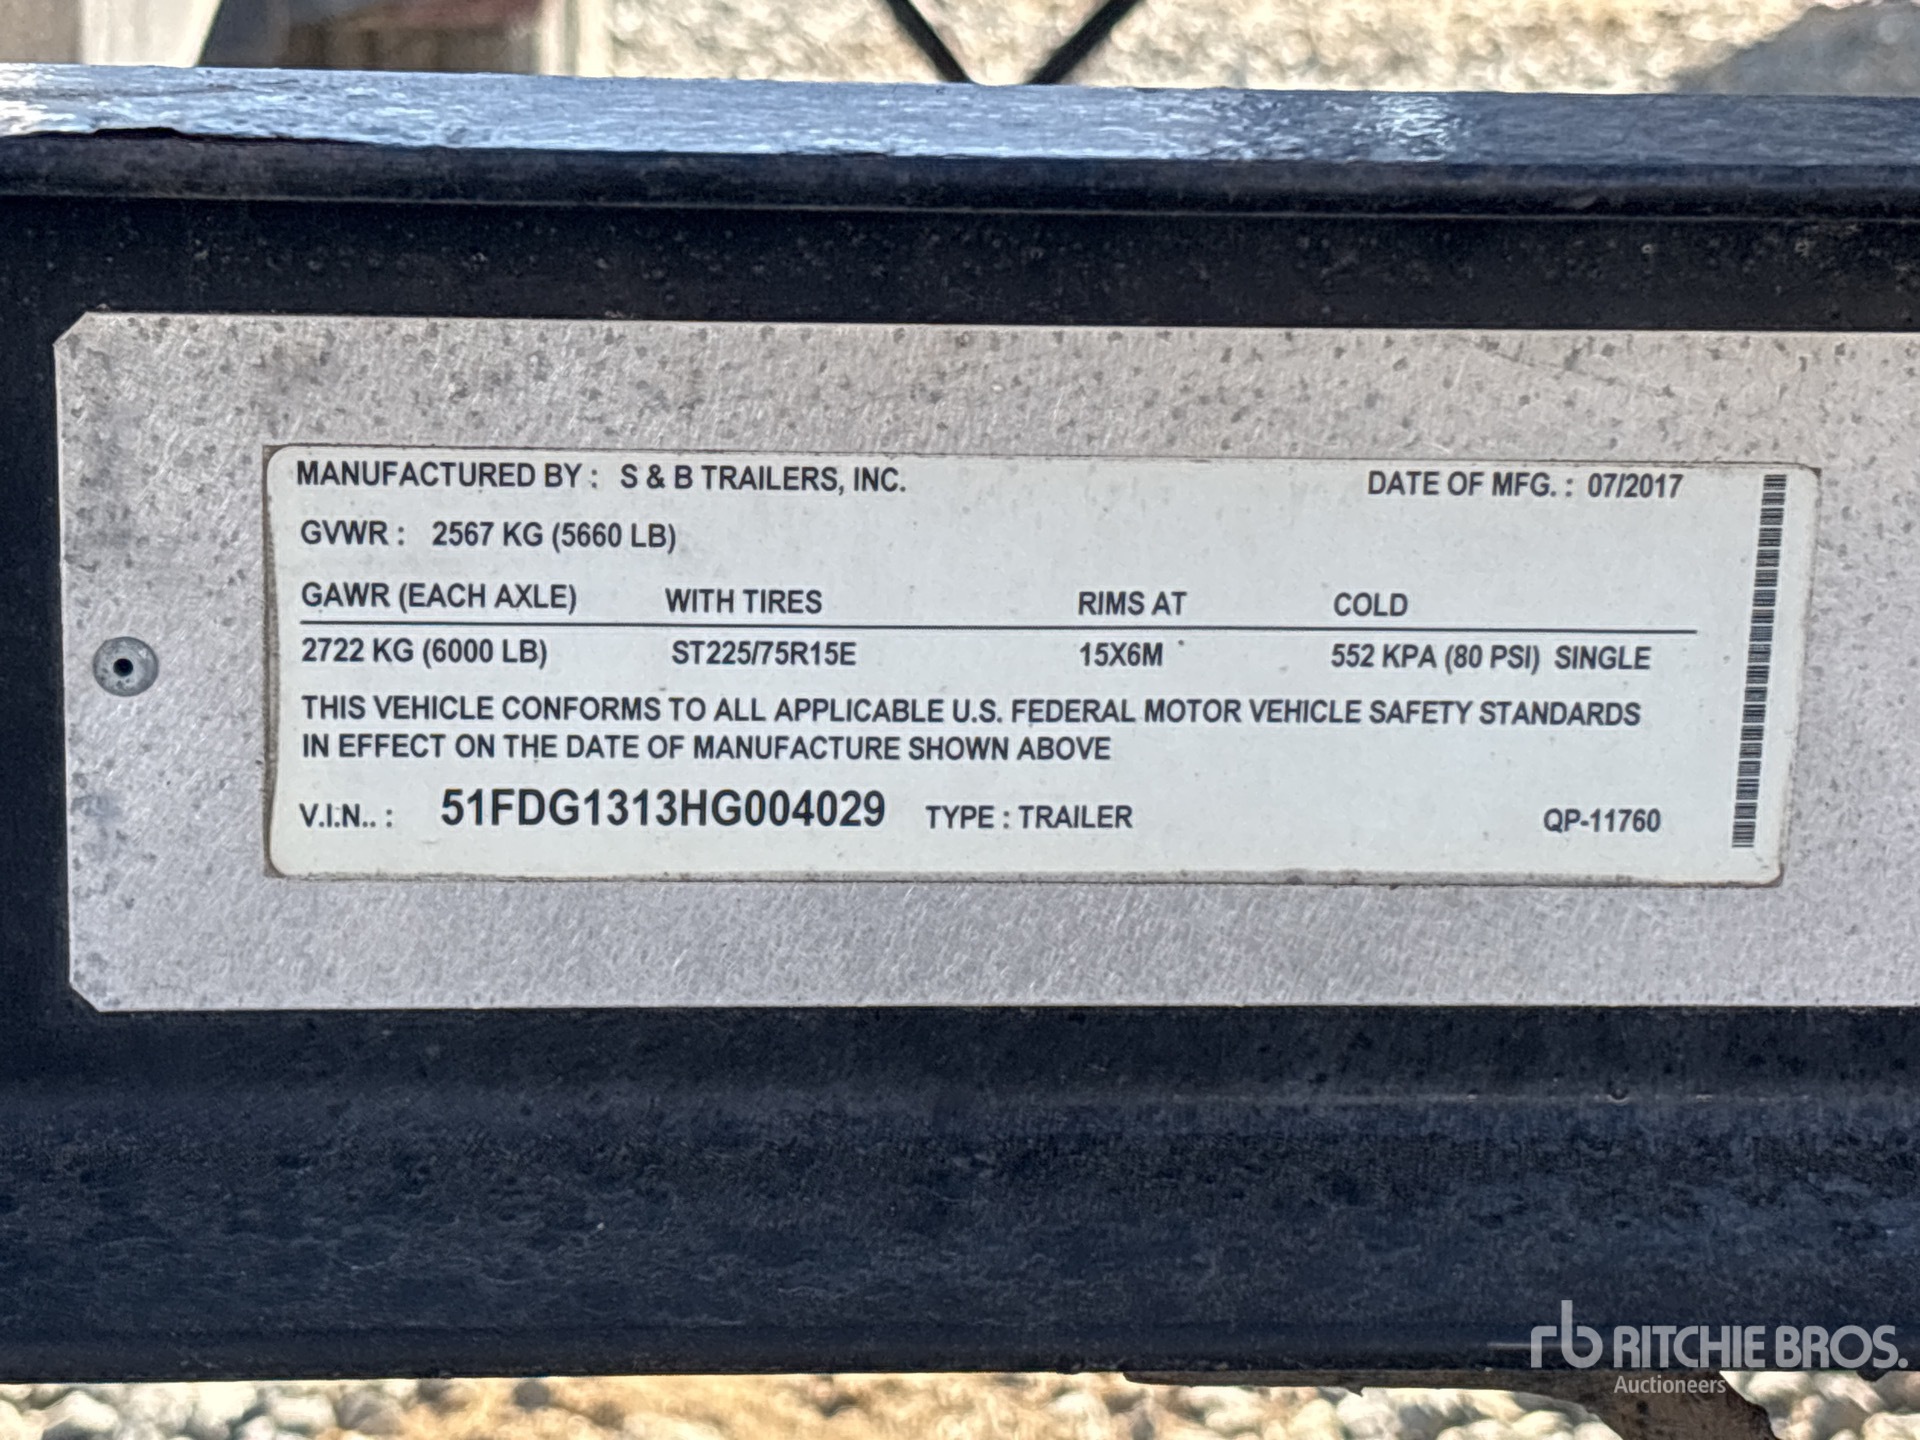 MANUFACTURED BY : S & B TRAILERS, INC. DATE OF MFG. : 07/2017
GVWR : 2567 KG (5660 LB)
GAWR (EACH AXLE) WITH TIRES RIMS AT COLD
2722 KG (6000 LB) ST225/75R15E 15X6M 552 KPA (80 PSI) SINGLE
THIS VEHICLE CONFORMS TO ALL APPLICABLE U.S. FEDERAL MOTOR VEHICLE SAFETY STANDARDS
IN EFFECT ON THE DATE OF MANUFACTURE SHOWN ABOVE
V.I.N.. : 51FDG1313HG004029 TYPE : TRAILER QP-11760
rb RITCHIE BROS.
Auctioneers